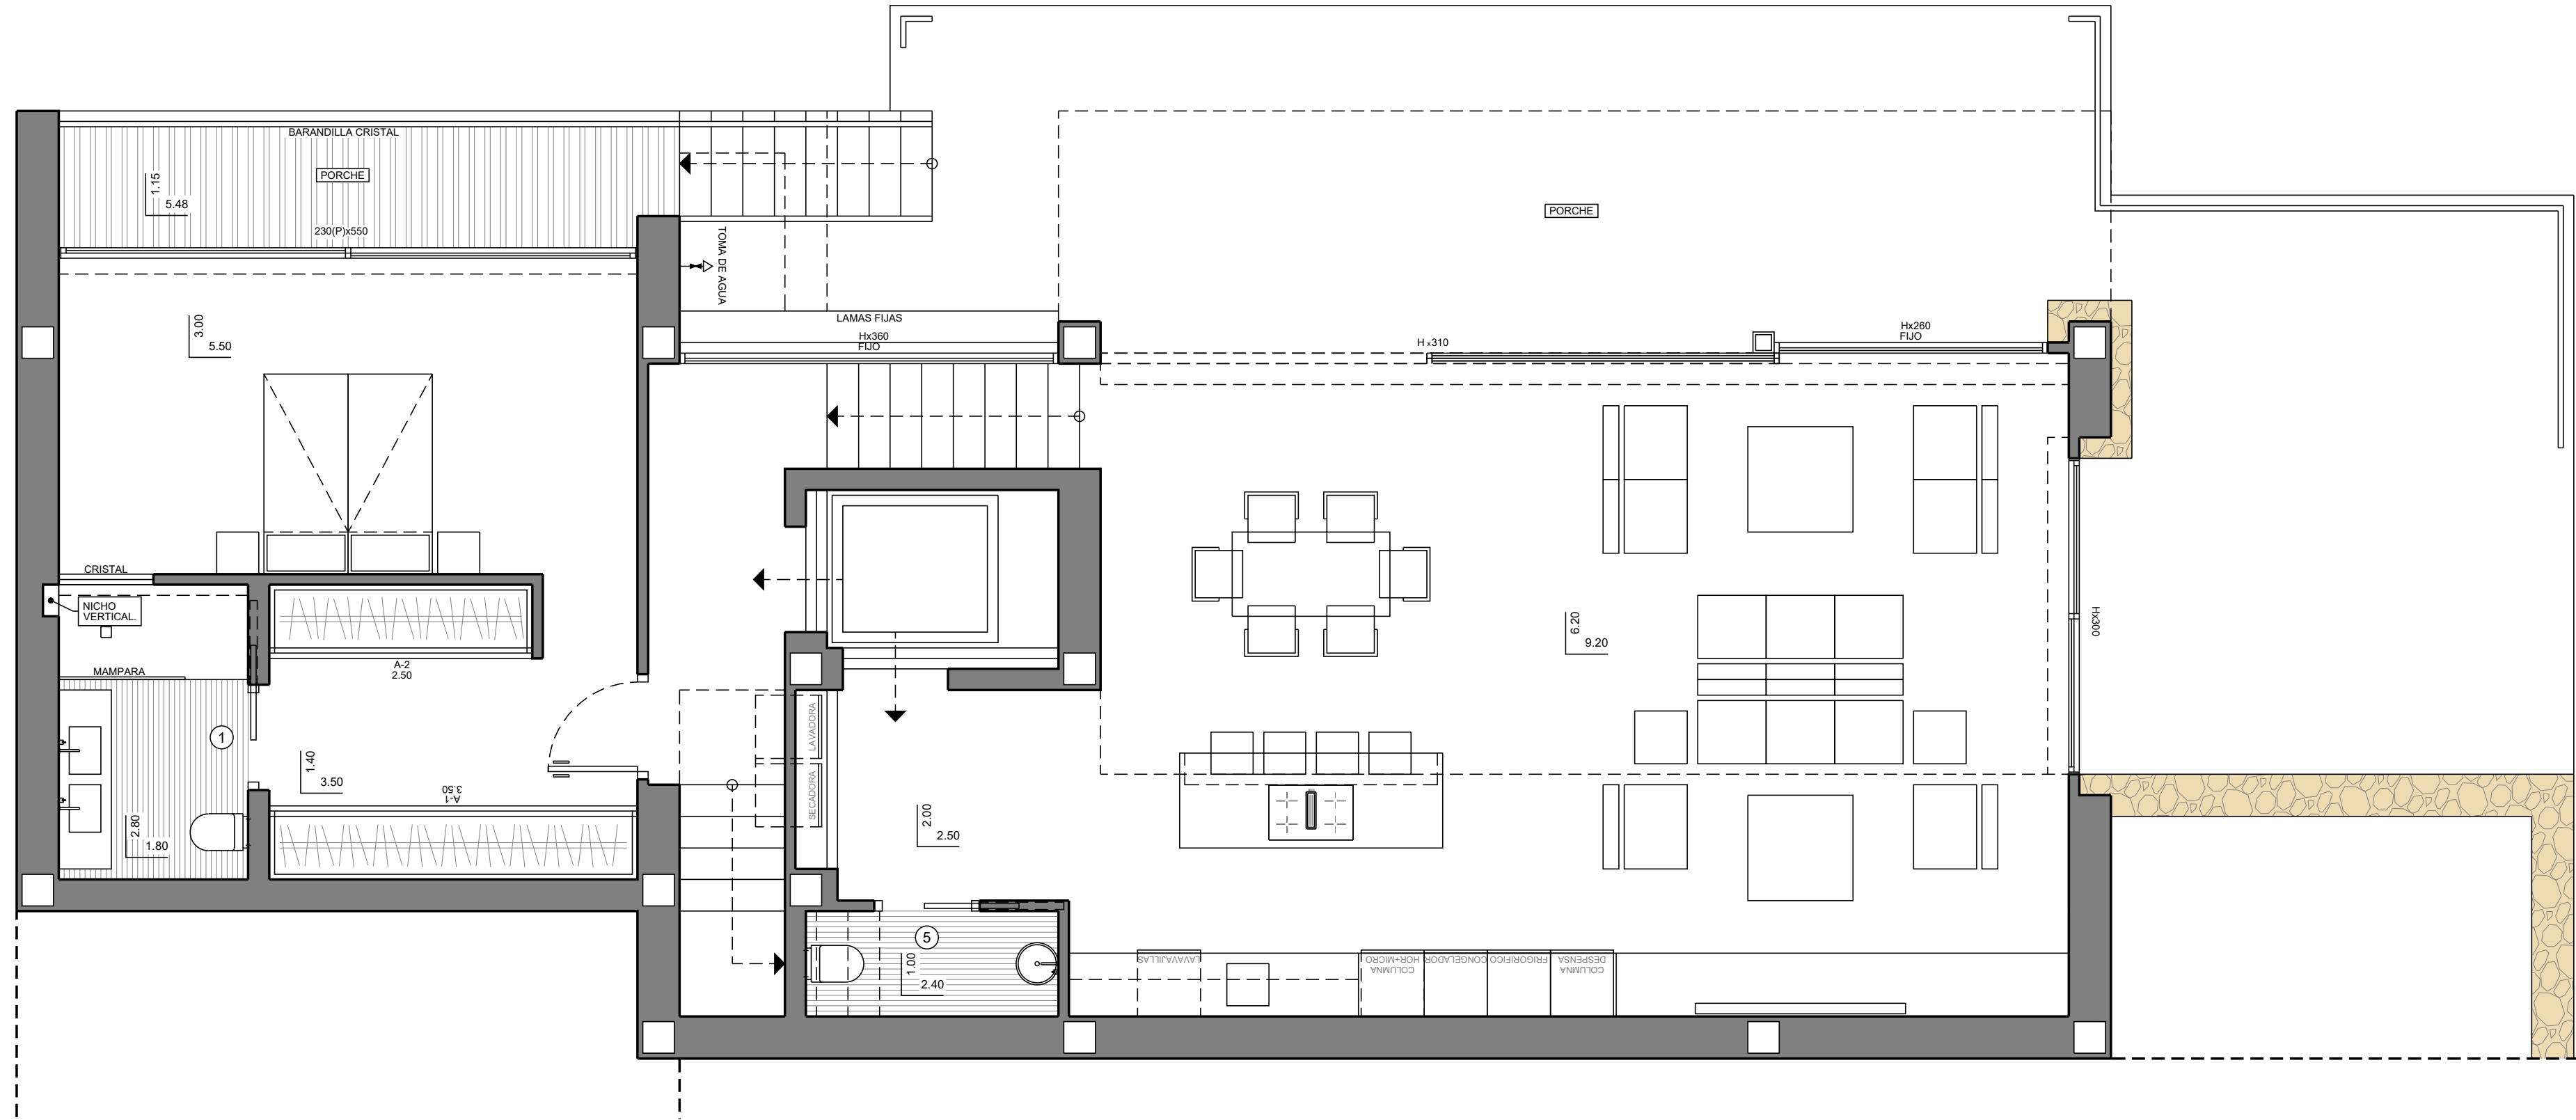 BARANDILLA CRISTAL
PORCHE
1.15
5.48
230(P)x550
TOMA DE AGUA
PORCHE
LAMAS FIJAS
Hx360
FIJO
H x310
Hx260
FIJO
3.00
5.50
CRISTAL
NICHO
VERTICAL.
A-2
2.50
MAMPARA
1
1.40
3.50
A-1
3.50
2.80
1.80
LAVADORA
SECADORA
2.00
2.50
6.20
9.20
Hx300
5
1.00
2.40
LAVAVAJILLAS
COLUMNA
HOR+MICRO
CONGELADOR
FRIGORIFICO
COLUMNA
DESPENSA